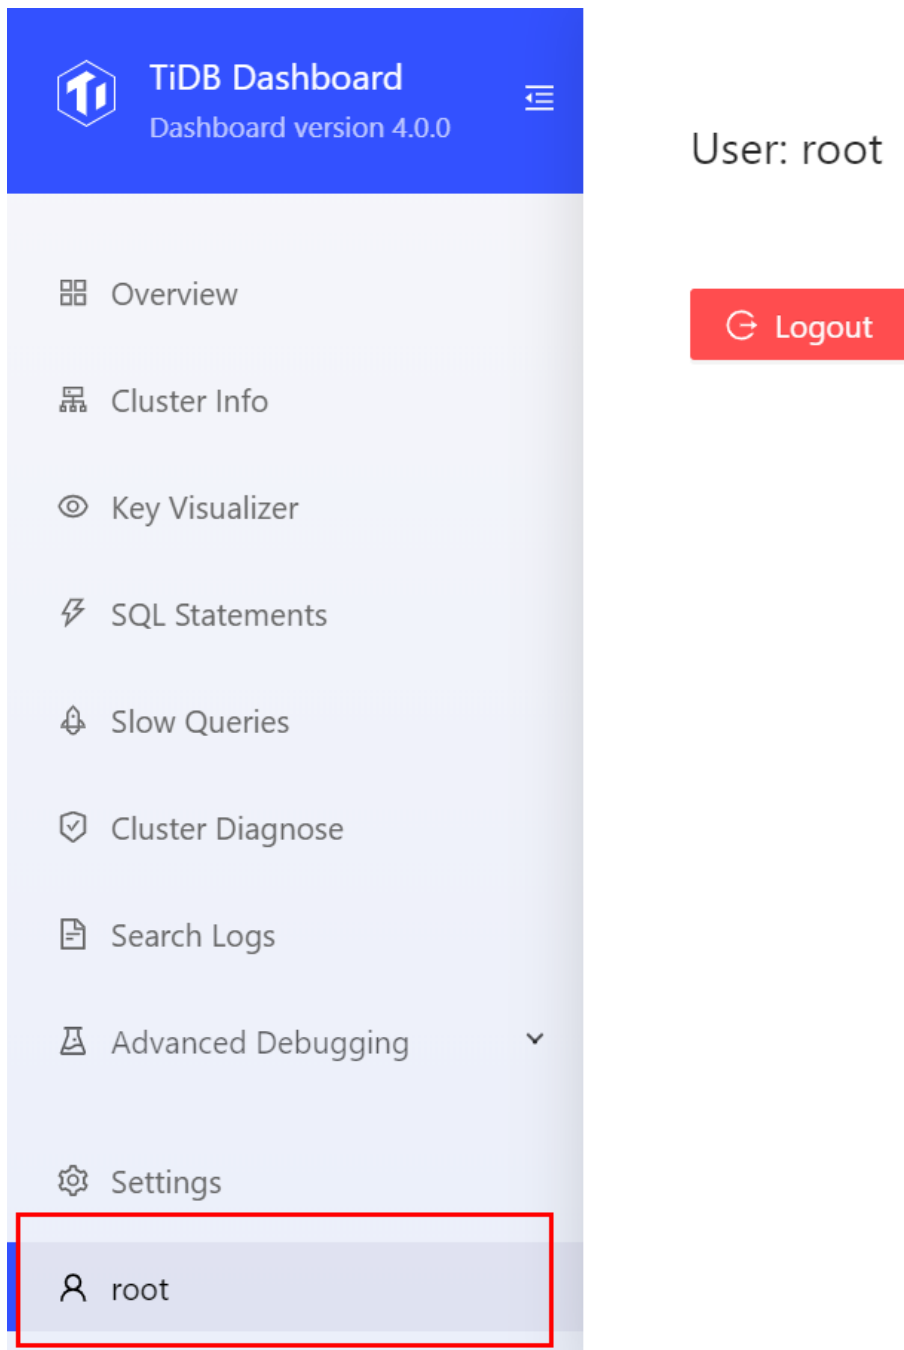 TiDB Dashboard
Dashboard version 4.0.0
User: root
Overview
Logout
Cluster Info
Key Visualizer
SQL Statements
Slow Queries
Cluster Diagnose
Search Logs
Advanced Debugging
Settings
root